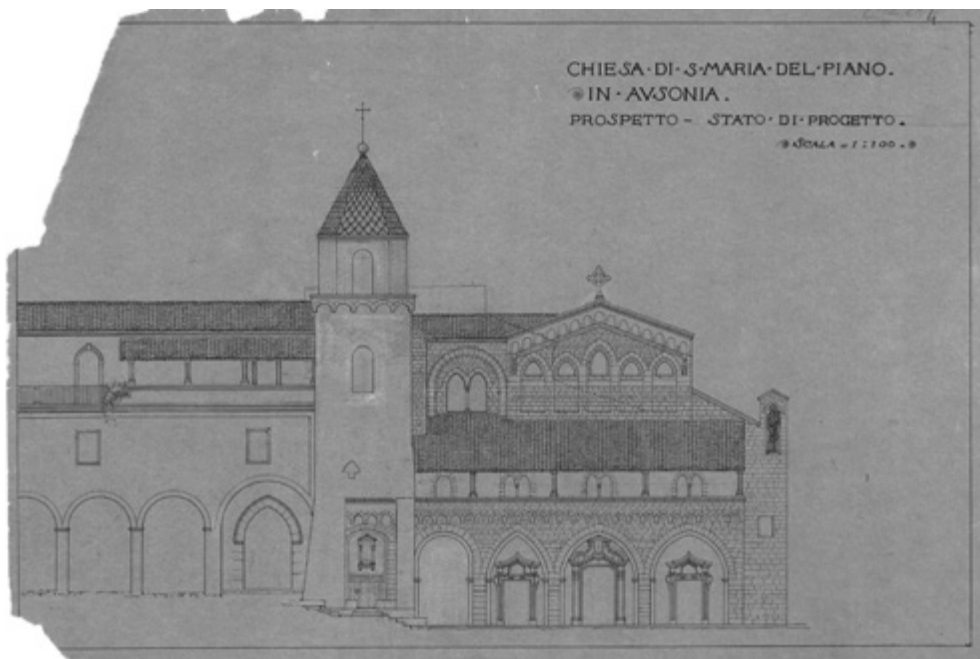 CHIESA·DI·S·MARIA·DEL·PIANO.
IN·AVSONIA.
PROSPETTO – STATO·DI·PROGETTO.
SCALA = 1:100.